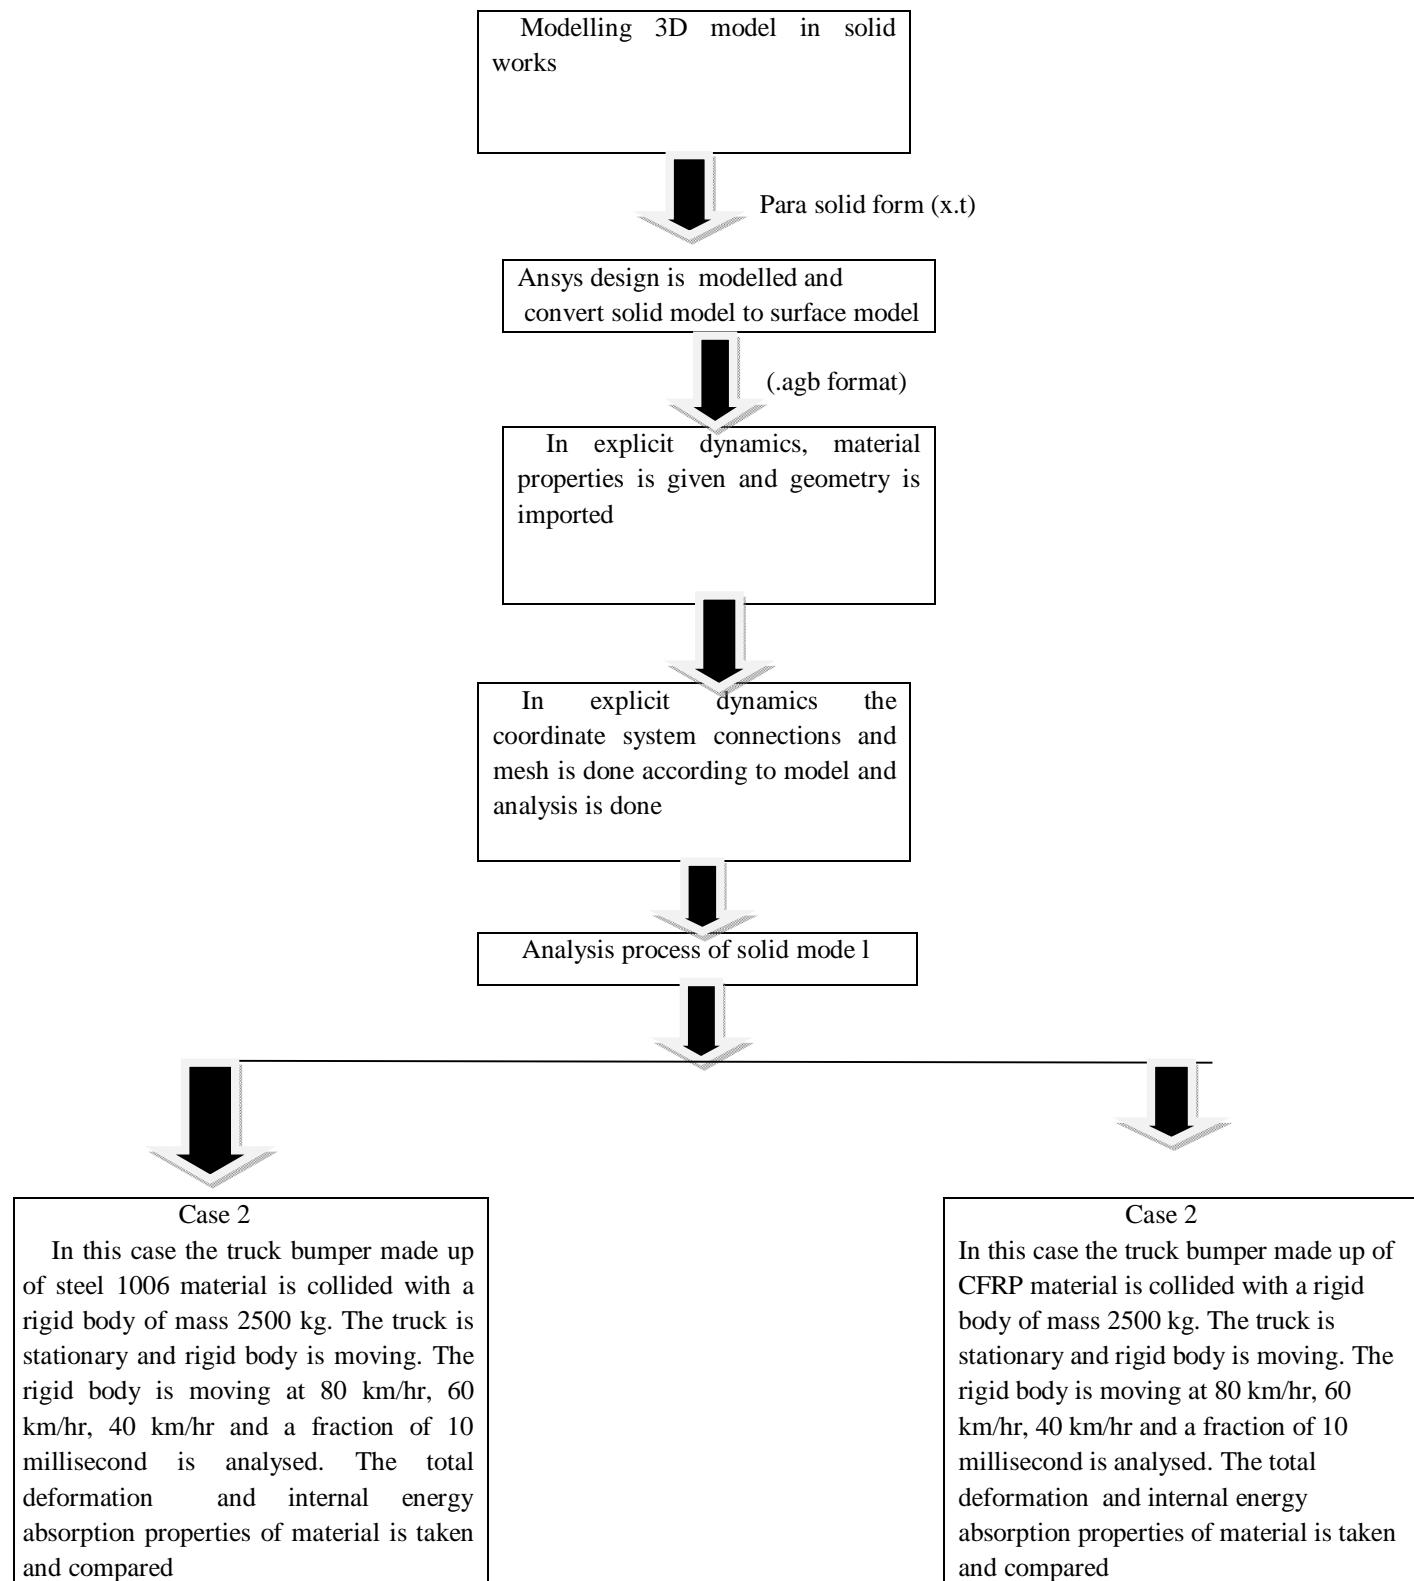 Modelling 3D model in solid
works
Para solid form (x.t)
Ansys design is modelled and
convert solid model to surface model
(.agb format)
In explicit dynamics, material
properties is given and geometry is
imported
In explicit dynamics the
coordinate system connections and
mesh is done according to model and
analysis is done
Analysis process of solid mode l
Case 2
In this case the truck bumper made up
of steel 1006 material is collided with a
rigid body of mass 2500 kg. The truck is
stationary and rigid body is moving. The
rigid body is moving at 80 km/hr, 60
km/hr, 40 km/hr and a fraction of 10
millisecond is analysed. The total
deformation and internal energy
absorption properties of material is taken
and compared
Case 2
In this case the truck bumper made up of
CFRP material is collided with a rigid
body of mass 2500 kg. The truck is
stationary and rigid body is moving. The
rigid body is moving at 80 km/hr, 60
km/hr, 40 km/hr and a fraction of 10
millisecond is analysed. The total
deformation and internal energy
absorption properties of material is taken
and compared